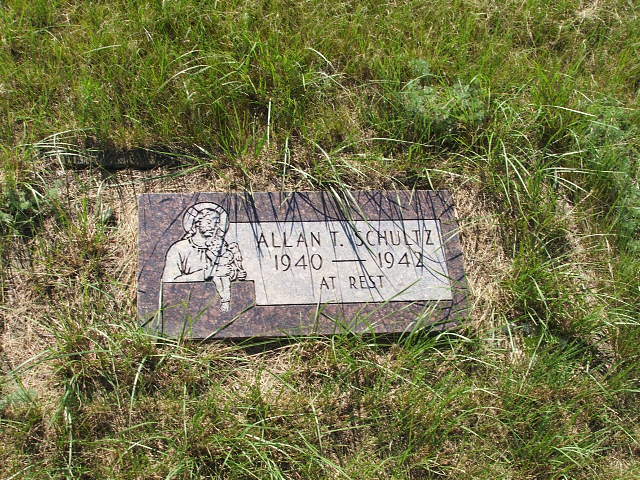 ALLAN T. SCHULTZ
1940 — 1942
AT REST